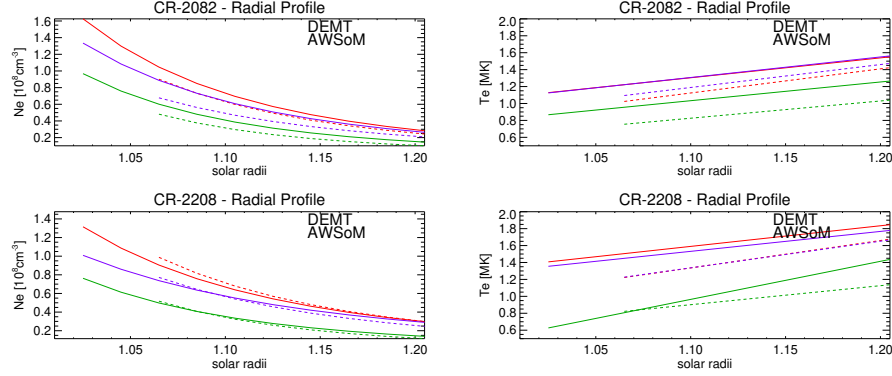 CR-2082 - Radial Profile
DEMT
AWSoM
Ne [10⁸cm⁻³]
1.6
1.4
1.2
1.0
0.8
0.6
0.4
0.2
1.05 1.10 1.15 1.20
solar radii
CR-2082 - Radial Profile
DEMT
AWSoM
Te [MK]
2.0
1.8
1.6
1.4
1.2
1.0
0.8
0.6
1.05 1.10 1.15 1.20
solar radii
CR-2208 - Radial Profile
DEMT
AWSoM
Ne [10⁸cm⁻³]
1.4
1.2
1.0
0.8
0.6
0.4
0.2
1.05 1.10 1.15 1.20
solar radii
CR-2208 - Radial Profile
DEMT
AWSoM
Te [MK]
2.0
1.8
1.6
1.4
1.2
1.0
0.8
0.6
1.05 1.10 1.15 1.20
solar radii